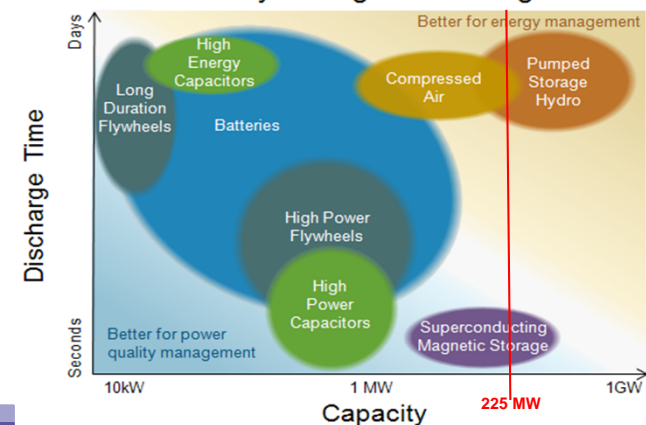 Better for energy management
Days
High
Energy
Capacitors
Long
Duration
Flywheels
Batteries
Compressed
Air
Pumped
Storage
Hydro
Discharge Time
High Power
Flywheels
High
Power
Capacitors
Superconducting
Magnetic Storage
Better for power
quality management
Seconds
10kW
1 MW
225 MW
1GW
Capacity